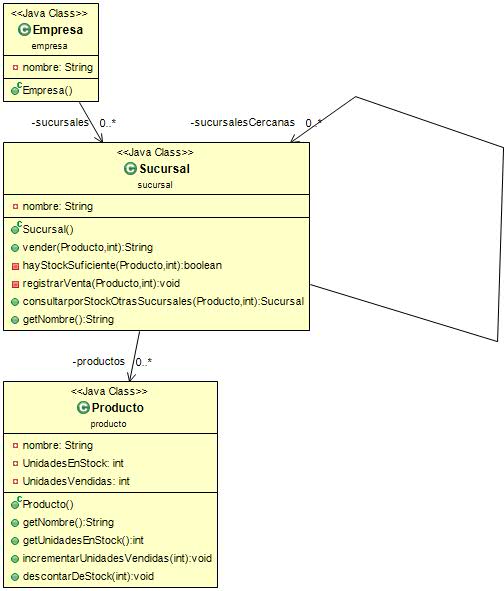 <<Java Class>>
Empresa
empresa
nombre: String
Empresa()
-sucursales 0..*
-sucursalesCercanas 0..*
<<Java Class>>
Sucursal
sucursal
nombre: String
Sucursal()
vender(Producto,int):String
hayStockSuficiente(Producto,int):boolean
registrarVenta(Producto,int):void
consultarporStockOtrasSucursales(Producto,int):Sucursal
getNombre():String
-productos 0..*
<<Java Class>>
Producto
producto
nombre: String
UnidadesEnStock: int
UnidadesVendidas: int
Producto()
getNombre():String
getUnidadesEnStock():int
incrementarUnidadesVendidas(int):void
descontarDeStock(int):void